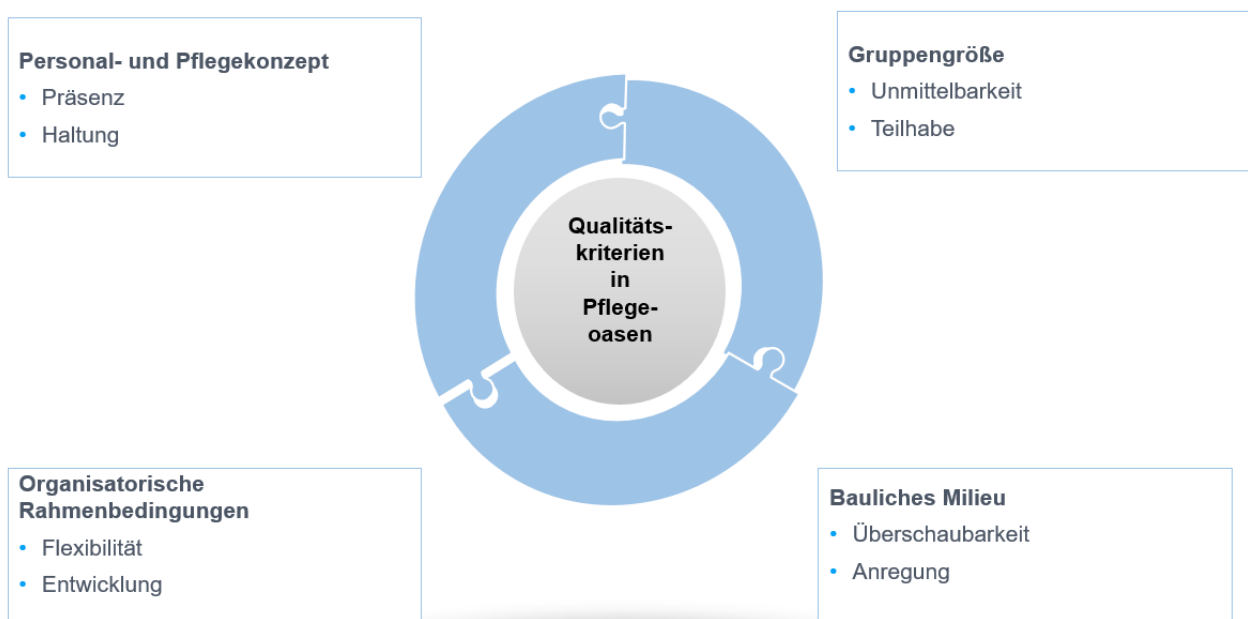 Personal- und Pflegekonzept
• Präsenz
• Haltung
Gruppengröße
• Unmittelbarkeit
• Teilhabe
Qualitäts-
kriterien
in
Pflege-
oasen
Organisatorische
Rahmenbedingungen
• Flexibilität
• Entwicklung
Bauliches Milieu
• Überschaubarkeit
• Anregung